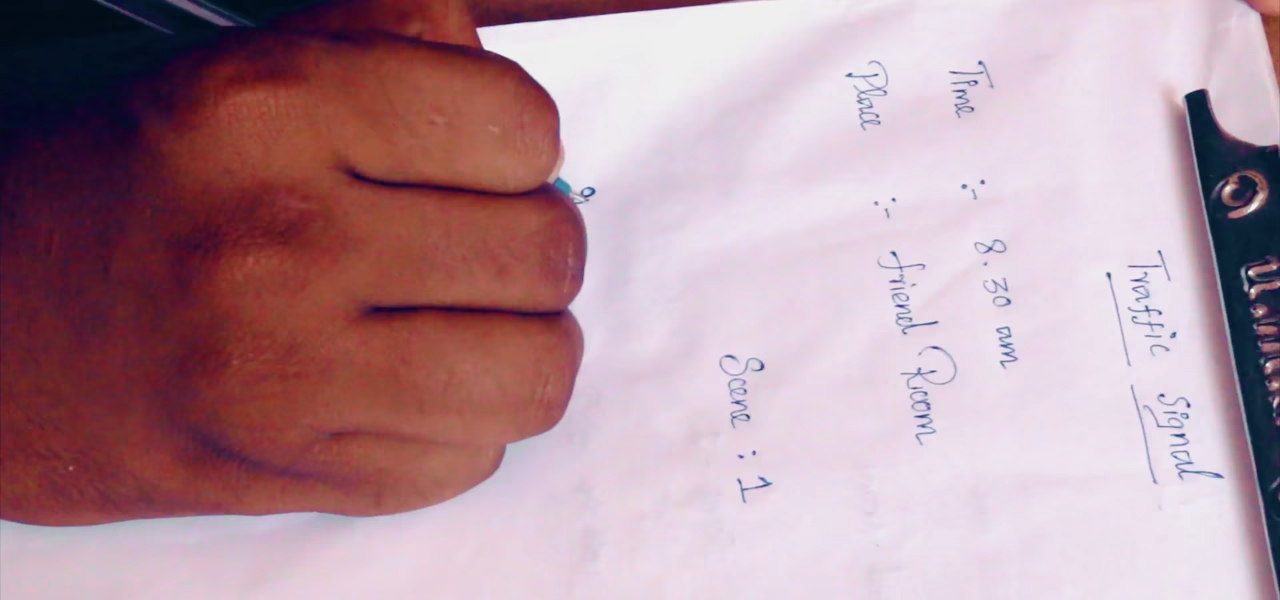 Traffic Signal
Time :- 8.30 am
Place :- friend Room
Scene : 1